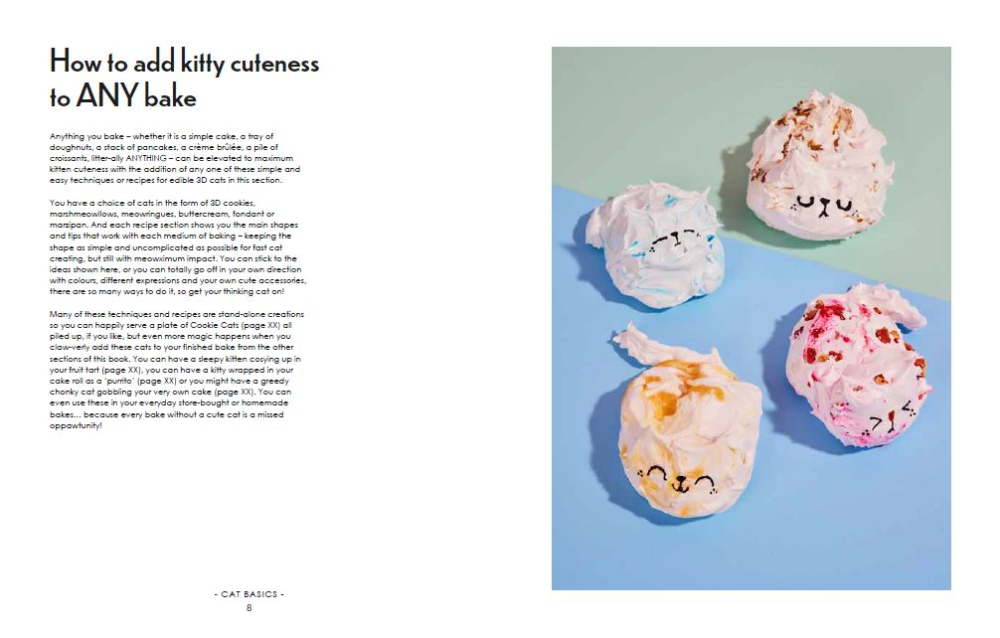 How to add kitty cuteness
to ANY bake
Anything you bake – whether it is a simple cake, a tray of
doughnuts, a stack of pancakes, a crème brûlée, a pile of
croissants, litter-ally ANYTHING – can be elevated to maximum
kitten cuteness with the addition of any one of these simple and
easy techniques or recipes for edible 3D cats in this section.
You have a choice of cats in the form of 3D cookies,
marshmeowllows, meowringues, buttercream, fondant or
marzipan. And each recipe section shows you the main shapes
and tips that work with each medium of baking – keeping the
shape as simple and uncomplicated as possible for fast cat
creating, but still with meowximum impact. You can stick to the
ideas shown here, or you can totally go off in your own direction
with colours, different expressions and your own cute accessories,
there are so many ways to do it, so get your thinking cat on!
Many of these techniques and recipes are stand-alone creations
so you can happily serve a plate of Cookie Cats (page XX) all
piled up, if you like, but even more magic happens when you
claw-verly add these cats to your finished bake from the other
sections of this book. You can have a sleepy kitten cosying up in
your fruit tart (page XX), you can have a kitty wrapped in your
cake roll as a ‘purrito’ (page XX) or you might have a greedy
chonky cat gobbling your very own cake (page XX). You can
even use these in your everyday store-bought or homemade
bakes... because every bake without a cute cat is a missed
oppawtunity!
- CAT BASICS -
8